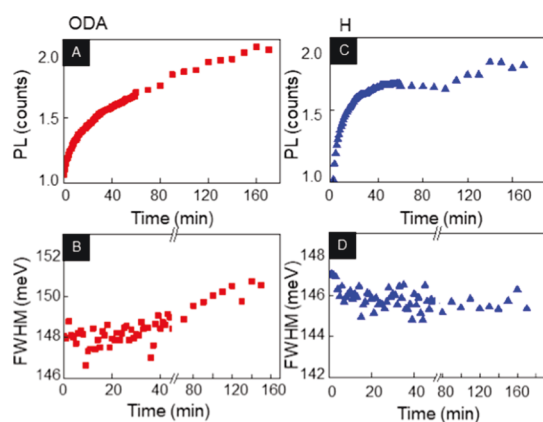 ODA
H
A
PL (counts)
2.0
1.5
1.0
0 40 80 120 160
Time (min)
C
PL (counts)
2.0
1.5
1.0
0 40 80 120 160
Time (min)
B
FWHM (meV)
152
150
148
146
0 20 40 80 120 160
Time (min)
D
FWHM (meV)
148
146
144
142
0 20 40 80 120 160
Time (min)